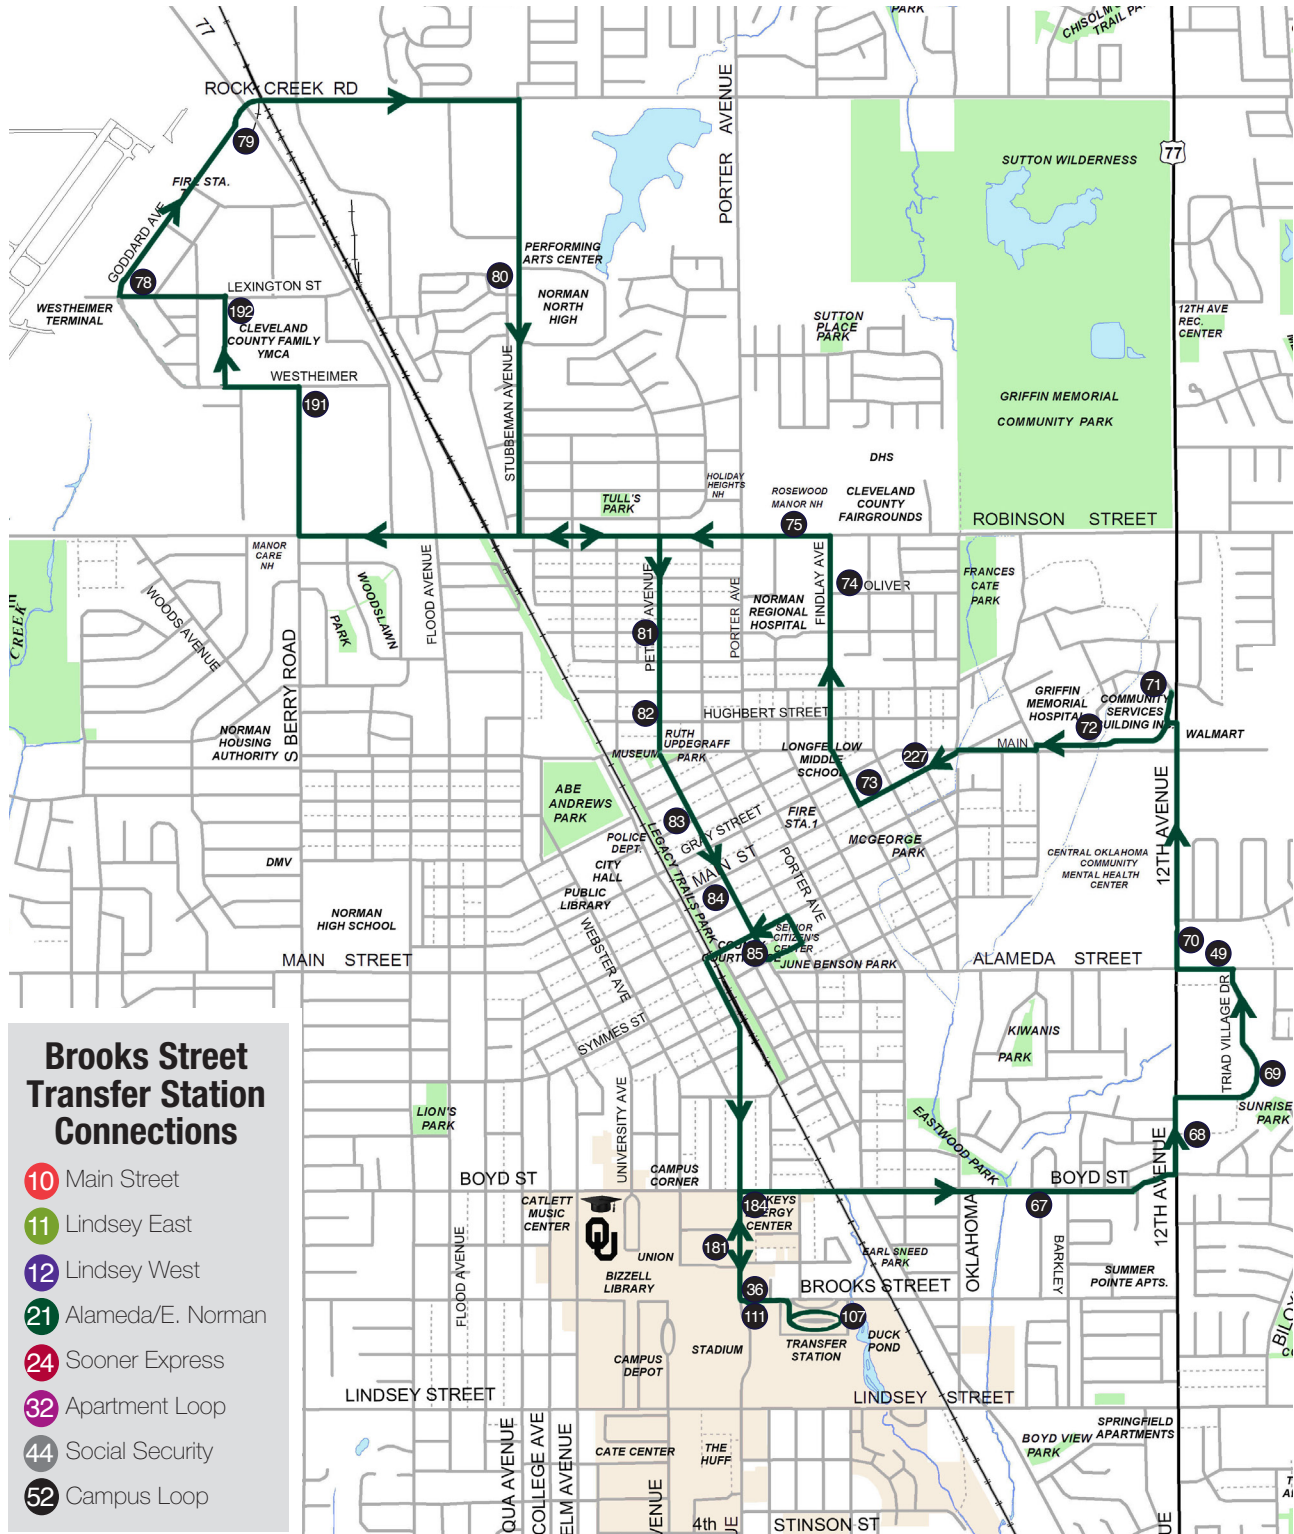 PARK
CHISOLM
TRAIL PA
77
ROCK CREEK RD
79
FIRE STA.
GODDARD AVE
78
LEXINGTON ST
WESTHEIMER
TERMINAL
192
CLEVELAND
COUNTY FAMILY
YMCA
WESTHEIMER
191
PERFORMING
ARTS CENTER
80
NORMAN
NORTH
HIGH
STUBBEMAN AVENUE
PORTER AVENUE
SUTTON WILDERNESS
77
SUTTON
PLACE
PARK
12TH AVE
REC.
CENTER
GRIFFIN MEMORIAL
COMMUNITY PARK
DHS
HOLIDAY
HEIGHTS
NH
TULL'S
PARK
ROSEWOOD
MANOR NH
75
CLEVELAND
COUNTY
FAIRGROUNDS
ROBINSON STREET
CREEK
MANOR
CARE
NH
WOODS AVENUE
WOODSLAWN
PARK
FLOOD AVENUE
S BERRY ROAD
PETERS AVENUE
81
82
PORTER AVE
NORMAN
REGIONAL
HOSPITAL
FINDLAY AVE
74
OLIVER
FRANCES
CATE
PARK
HUGHBERT STREET
RUTH
UPDEGRAFF
PARK
MUSEUM
LONGFELLOW
MIDDLE
SCHOOL
227
73
MAIN
GRIFFIN
MEMORIAL
HOSPITAL
71
COMMUNITY
SERVICES
BUILDING INC.
72
WALMART
NORMAN
HOUSING
AUTHORITY
ABE
ANDREWS
PARK
83
GRAY STREET
FIRE
STA.1
MCGEORGE
PARK
12TH AVENUE
POLICE
DEPT.
CITY
HALL
PUBLIC
LIBRARY
LEGACY TRAILS PARK
MAIN ST
84
PORTER AVE
CENTRAL OKLAHOMA
COMMUNITY
MENTAL HEALTH
CENTER
DMV
NORMAN
HIGH SCHOOL
WEBSTER AVE
SENIOR
CITIZEN'S
CENTER
COUNTY
COURTHOUSE
85
JUNE BENSON PARK
70
49
MAIN STREET
ALAMEDA STREET
SYMMES ST
KIWANIS
PARK
TRIAD VILLAGE DR
69
SUNRISE
PARK
68
LION'S
PARK
UNIVERSITY AVE
EASTWOOD PARK
12TH AVENUE
BOYD ST
CAMPUS
CORNER
BOYD ST
CATLETT
MUSIC
CENTER
OU
184
ENERGY
CENTER
67
OKLAHOMA
BARKLEY
FLOOD AVENUE
UNION
181
BIZZELL
LIBRARY
EARL SNEED
PARK
36
BROOKS STREET
SUMMER
POINTE APTS.
111
107
DUCK
POND
STADIUM
TRANSFER
STATION
CAMPUS
DEPOT
LINDSEY STREET
LINDSEY STREET
CATE CENTER
THE
HUFF
BOYD VIEW
PARK
SPRINGFIELD
APARTMENTS
QUA AVENUE
COLLEGE AVE
ELM AVENUE
VENUE
4th
UE
STINSON ST
UE
Brooks Street
Transfer Station
Connections
10 Main Street
11 Lindsey East
12 Lindsey West
21 Alameda/E. Norman
24 Sooner Express
32 Apartment Loop
44 Social Security
52 Campus Loop